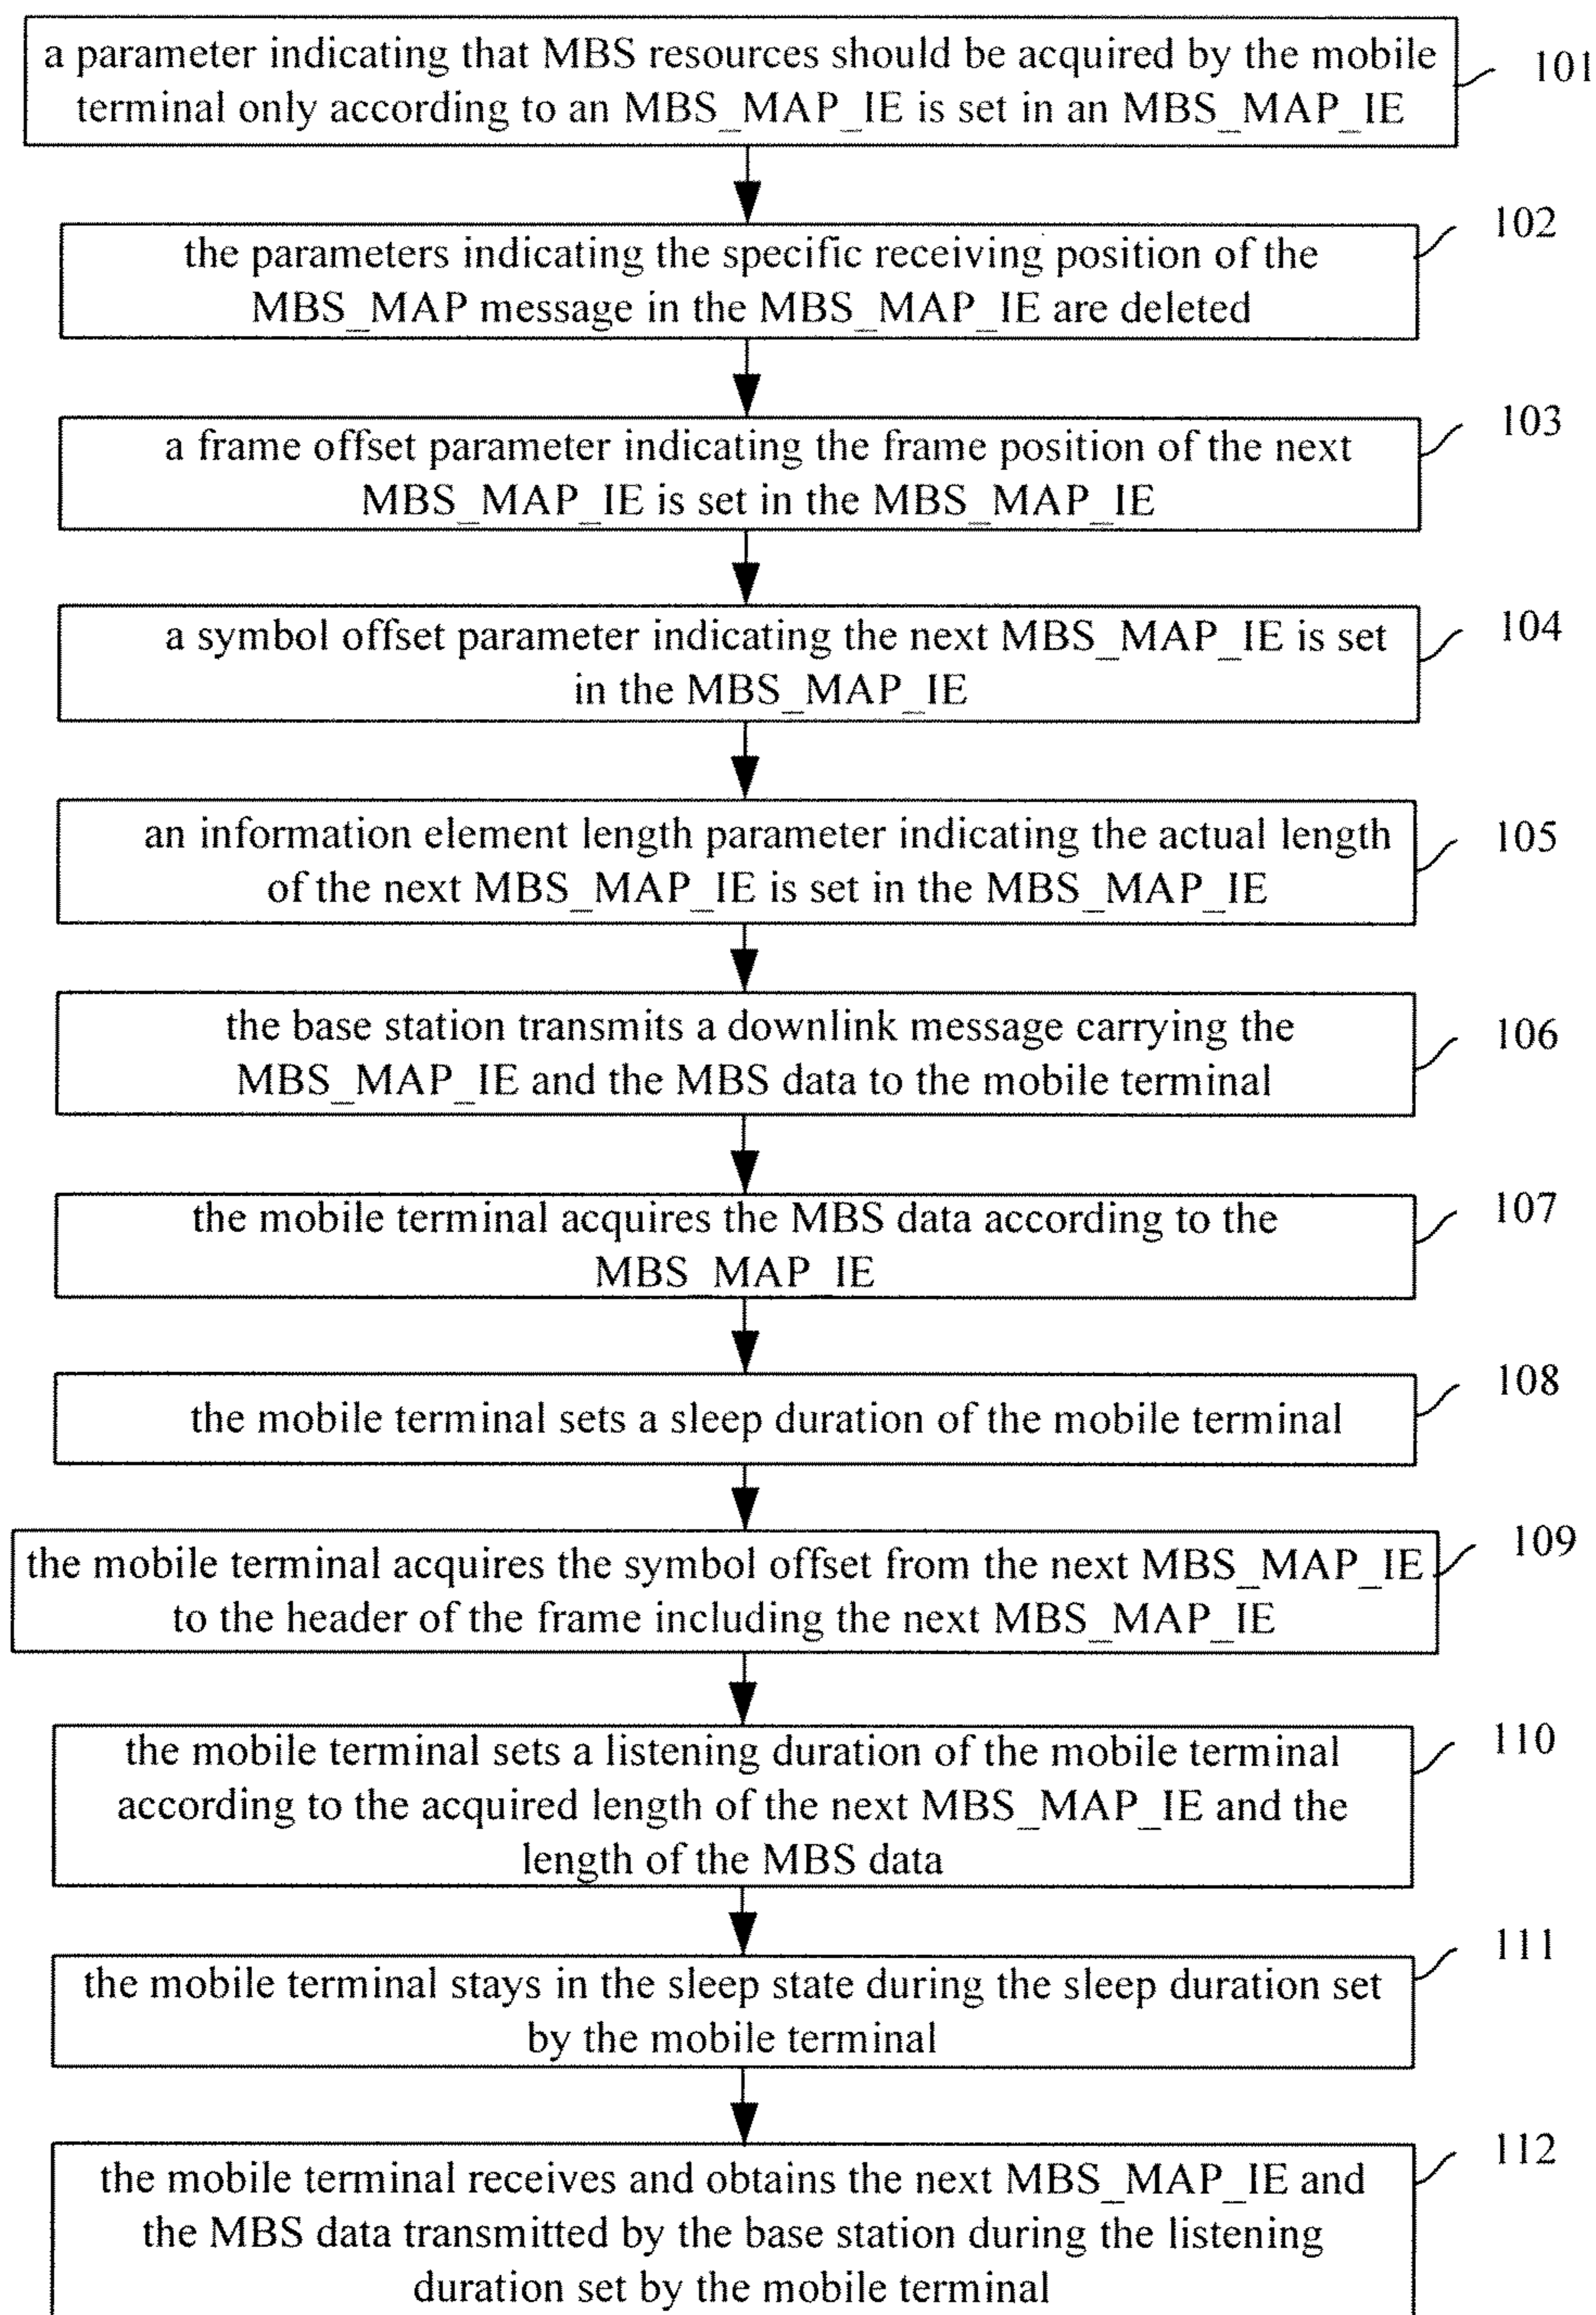 a parameter indicating that MBS resources should be acquired by the mobile
terminal only according to an MBS_MAP_IE is set in an MBS_MAP_IE
101
the parameters indicating the specific receiving position of the
MBS_MAP message in the MBS_MAP_IE are deleted
102
a frame offset parameter indicating the frame position of the next
MBS_MAP_IE is set in the MBS_MAP_IE
103
a symbol offset parameter indicating the next MBS_MAP_IE is set
in the MBS_MAP_IE
104
an information element length parameter indicating the actual length
of the next MBS_MAP_IE is set in the MBS_MAP_IE
105
the base station transmits a downlink message carrying the
MBS_MAP_IE and the MBS data to the mobile terminal
106
the mobile terminal acquires the MBS data according to the
MBS_MAP_IE
107
the mobile terminal sets a sleep duration of the mobile terminal
108
the mobile terminal acquires the symbol offset from the next MBS_MAP_IE
to the header of the frame including the next MBS_MAP_IE
109
the mobile terminal sets a listening duration of the mobile terminal
according to the acquired length of the next MBS_MAP_IE and the
length of the MBS data
110
the mobile terminal stays in the sleep state during the sleep duration set
by the mobile terminal
111
the mobile terminal receives and obtains the next MBS_MAP_IE and
the MBS data transmitted by the base station during the listening
duration set by the mobile terminal
112